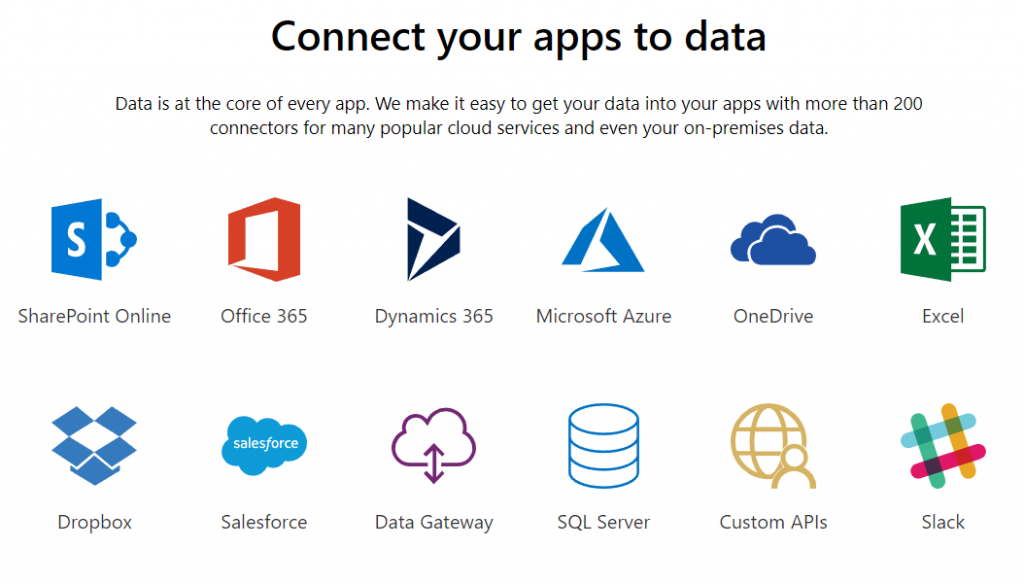 Connect your apps to data
Data is at the core of every app. We make it easy to get your data into your apps with more than 200
connectors for many popular cloud services and even your on-premises data.
S
X
SharePoint Online
Office 365
Dynamics 365
Microsoft Azure
OneDrive
Excel
salesforce
Dropbox
Salesforce
Data Gateway
SQL Server
Custom APIs
Slack